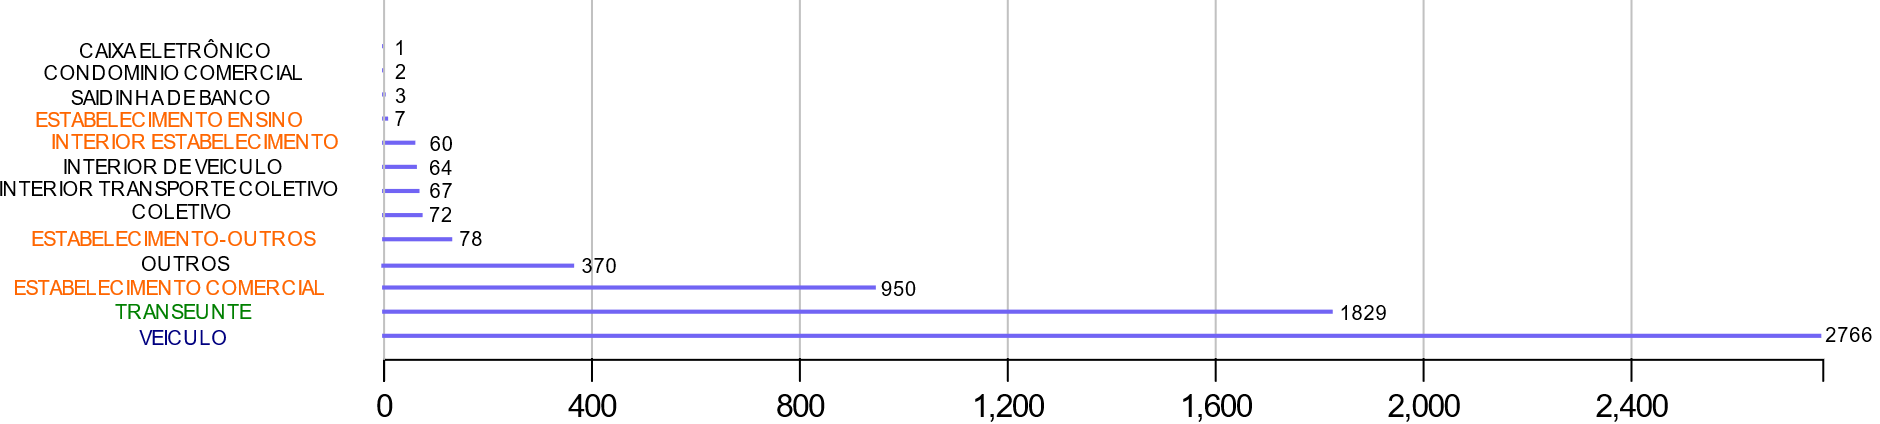 CAIXA ELETRÔNICO 1
CONDOMINIO COMERCIAL 2
SAIDINHA DE BANCO 3
ESTABELECIMENTO ENSINO 7
INTERIOR ESTABELECIMENTO 60
INTERIOR DE VEICULO 64
INTERIOR TRANSPORTE COLETIVO 67
COLETIVO 72
ESTABELECIMENTO-OUTROS 78
OUTROS 370
ESTABELECIMENTO COMERCIAL 950
TRANSEUNTE 1829
VEICULO 2766
0 400 800 1,200 1,600 2,000 2,400